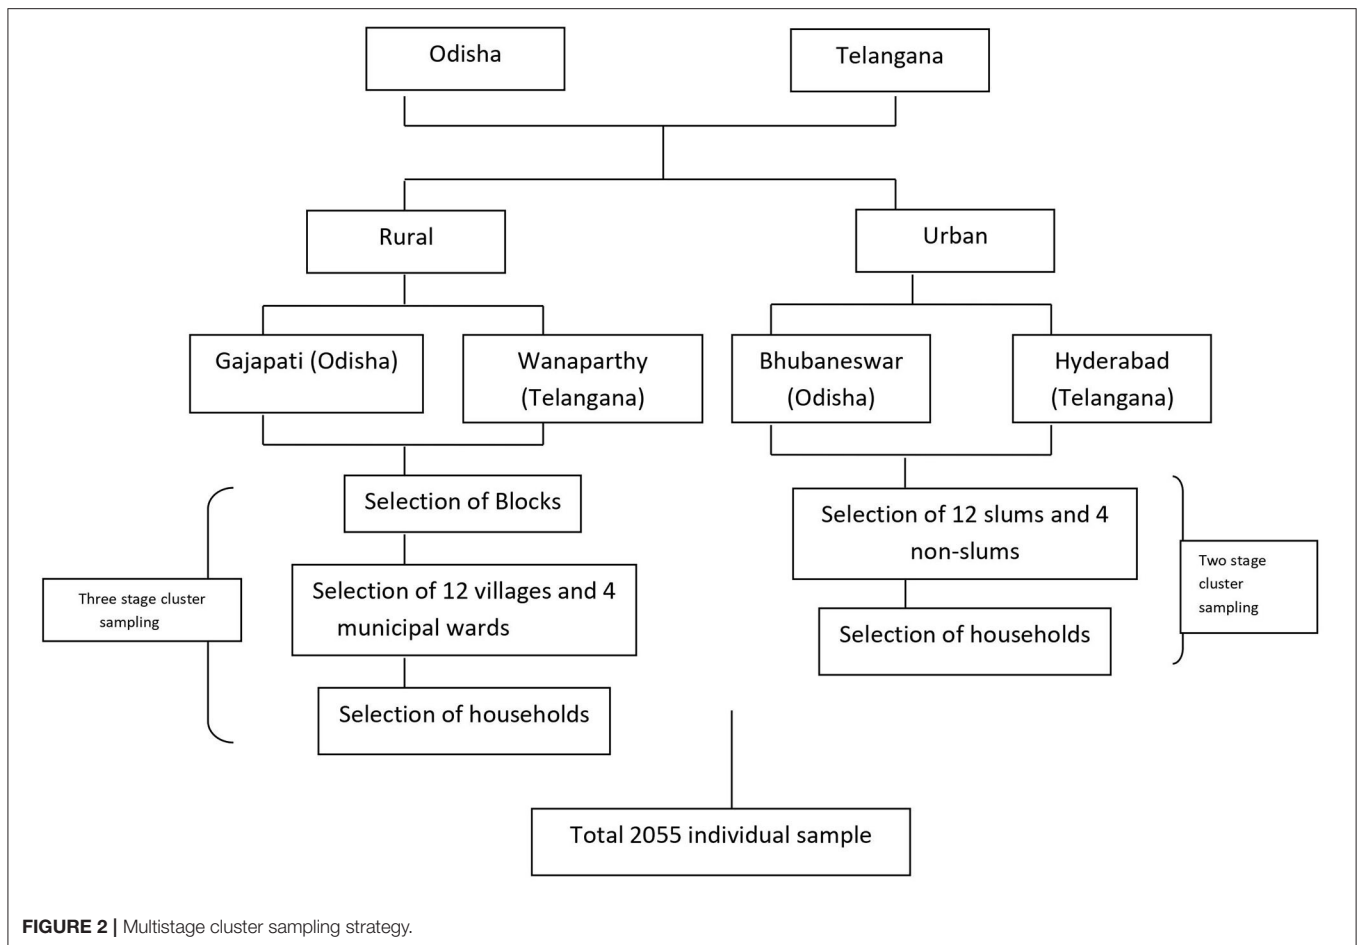 Odisha
Telangana
Rural
Urban
Gajapati (Odisha)
Wanaparthy
(Telangana)
Bhubaneswar
(Odisha)
Hyderabad
(Telangana)
Selection of Blocks
Selection of 12 slums and 4
non-slums
Two stage
cluster
sampling
Three stage cluster
sampling
Selection of 12 villages and 4
municipal wards
Selection of households
Selection of households
Total 2055 individual sample
FIGURE 2 | Multistage cluster sampling strategy.